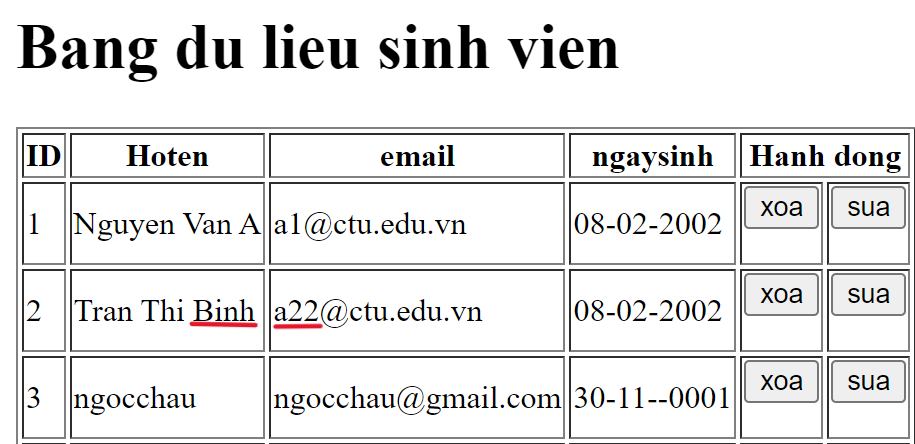 Bang du lieu sinh vien
ID Hoten email ngaysinh Hanh dong
1 Nguyen Van A a1@ctu.edu.vn 08-02-2002 xoa sua
2 Tran Thi Binh a22@ctu.edu.vn 08-02-2002 xoa sua
3 ngocchau ngocchau@gmail.com 30-11--0001 xoa sua